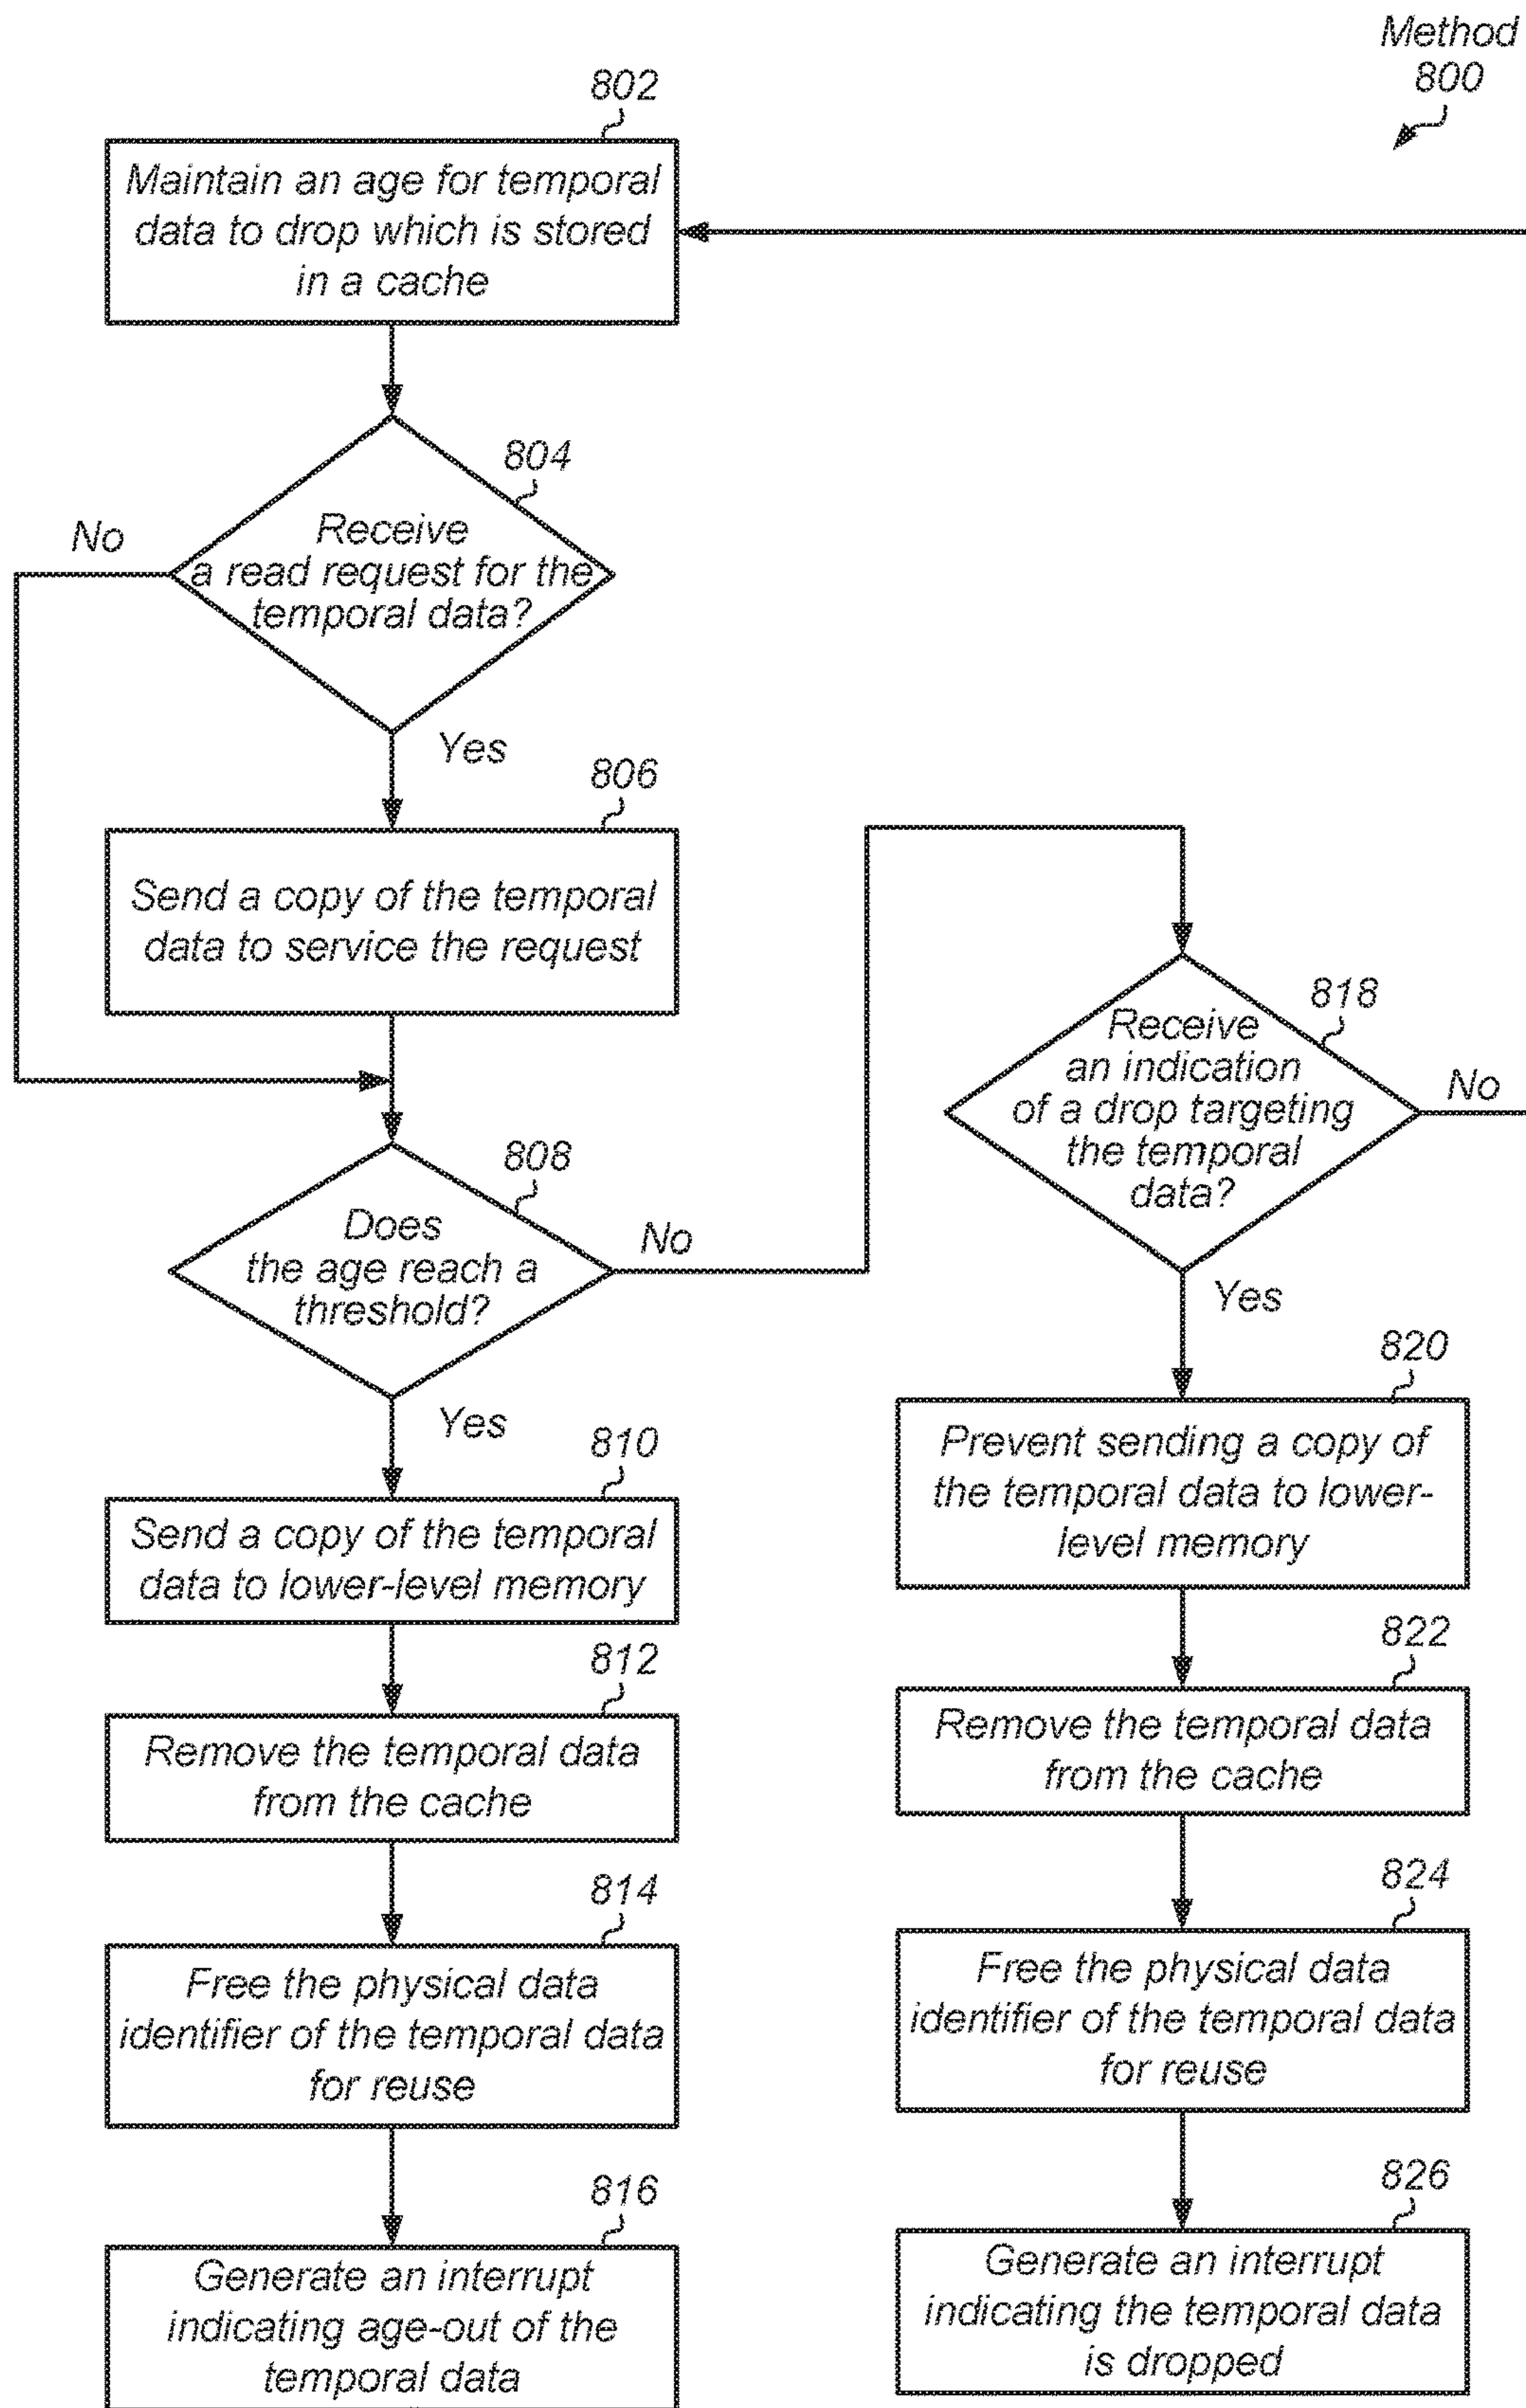 Method
800
802
Maintain an age for temporal
data to drop which is stored
in a cache
804
No
Receive
a read request for the
temporal data?
Yes
806
Send a copy of the temporal
data to service the request
808
Does
the age reach a
threshold?
No
Yes
810
Send a copy of the temporal
data to lower-level memory
812
Remove the temporal data
from the cache
814
Free the physical data
identifier of the temporal data
for reuse
816
Generate an interrupt
indicating age-out of the
temporal data
818
Receive
an indication
of a drop targeting
the temporal
data?
No
Yes
820
Prevent sending a copy of
the temporal data to lower-
level memory
822
Remove the temporal data
from the cache
824
Free the physical data
identifier of the temporal data
for reuse
826
Generate an interrupt
indicating the temporal data
is dropped